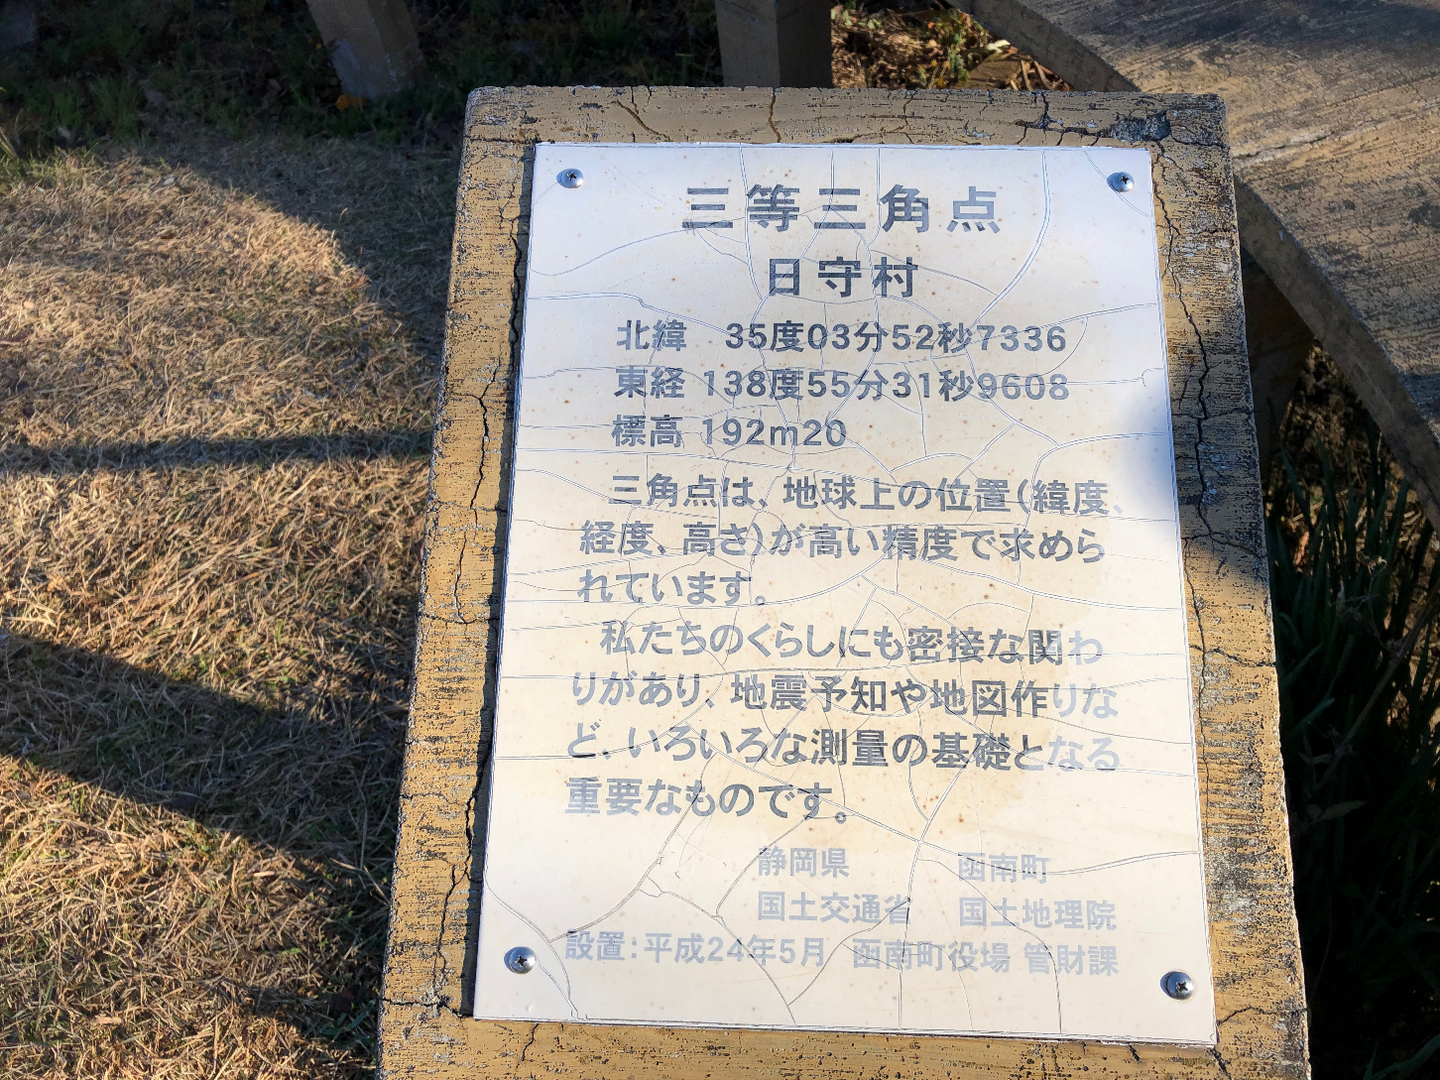 三等三角点
日守村
北緯　35度03分52秒7336
東経 138度55分31秒9608
標高 192m20
三角点は、地球上の位置(緯度、
経度、高さ)が高い精度で求めら
れています。
私たちのくらしにも密接な関わ
りがあり、地震予知や地図作りな
ど、いろいろな測量の基礎となる
重要なものです。
静岡県　函南町
国土交通省　国土地理院
設置:平成24年5月　函南町役場 管財課